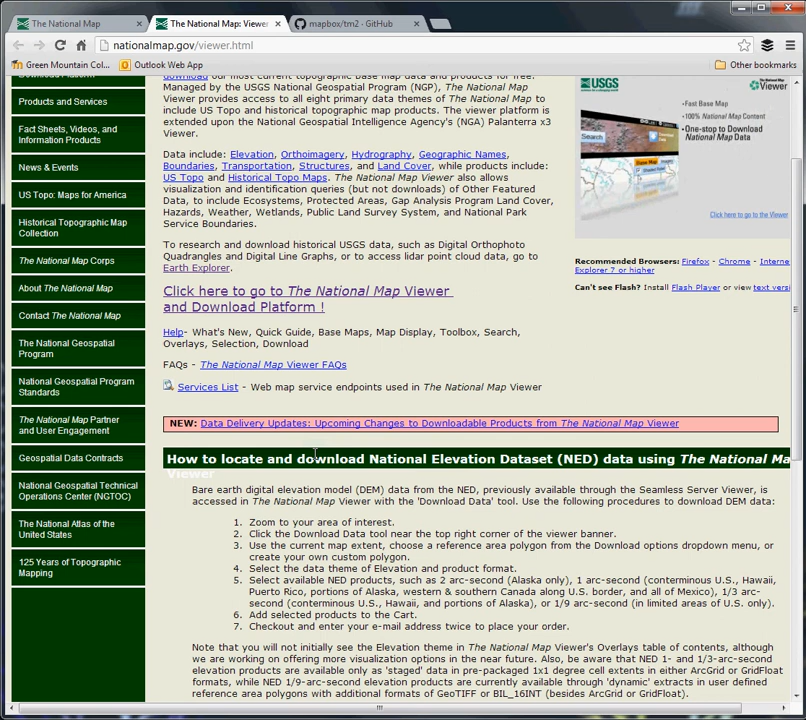 The National Map
The National Map: Viewer
mapbox/tm2 · GitHub
nationalmap.gov/viewer.html
Green Mountain Col...
Outlook Web App
Other bookmarks
Products and Services
Fact Sheets, Videos, and
Information Products
News & Events
US Topo: Maps for America
Historical Topographic Map
Collection
The National Map Corps
About The National Map
Contact The National Map
The National Geospatial
Program
National Geospatial Program
Standards
The National Map Partner
and User Engagement
Geospatial Data Contracts
National Geospatial Technical
Operations Center (NGTOC)
The National Atlas of the
United States
125 Years of Topographic
Mapping
download our most current topographic base map data and products for free.
Managed by the USGS National Geospatial Program (NGP), The National Map
Viewer provides access to all eight primary data themes of The National Map to
include US Topo and historical topographic map products. The viewer platform is
extended upon the National Geospatial Intelligence Agency's (NGA) Palanterra x3
Viewer.
Data include: Elevation, Orthoimagery, Hydrography, Geographic Names,
Boundaries, Transportation, Structures, and Land Cover, while products include:
US Topo and Historical Topo Maps. The National Map Viewer also allows
visualization and identification queries (but not downloads) of Other Featured
Data, to include Ecosystems, Protected Areas, Gap Analysis Program Land Cover,
Hazards, Weather, Wetlands, Public Land Survey System, and National Park
Service Boundaries.
To research and download historical USGS data, such as Digital Orthophoto
Quadrangles and Digital Line Graphs, or to access lidar point cloud data, go to
Earth Explorer.
Click here to go to The National Map Viewer
and Download Platform !
Help- What's New, Quick Guide, Base Maps, Map Display, Toolbox, Search,
Overlays, Selection, Download
FAQs - The National Map Viewer FAQs
Services List - Web map service endpoints used in The National Map Viewer
USGS
Viewer
•Fast Base Map
•100% National Map Content
•One-stop to Download
National Map Data
Search
Click here to go to the Viewer
Recommended Browsers: Firefox - Chrome - Interne
Explorer 7 or higher
Can't see Flash? Install Flash Player or view text versi
NEW: Data Delivery Updates: Upcoming Changes to Downloadable Products from The National Map Viewer
How to locate and download National Elevation Dataset (NED) data using The National Ma
Viewer
Bare earth digital elevation model (DEM) data from the NED, previously available through the Seamless Server Viewer, is
accessed in The National Map Viewer with the 'Download Data' tool. Use the following procedures to download DEM data:
1. Zoom to your area of interest.
2. Click the Download Data tool near the top right corner of the viewer banner.
3. Use the current map extent, choose a reference area polygon from the Download options dropdown menu, or
create your own custom polygon.
4. Select the data theme of Elevation and product format.
5. Select available NED products, such as 2 arc-second (Alaska only), 1 arc-second (conterminous U.S., Hawaii,
Puerto Rico, portions of Alaska, western & southern Canada along U.S. border, and all of Mexico), 1/3 arc-
second (conterminous U.S., Hawaii, and portions of Alaska), or 1/9 arc-second (in limited areas of U.S. only).
6. Add selected products to the Cart.
7. Checkout and enter your e-mail address twice to place your order.
Note that you will not initially see the Elevation theme in The National Map Viewer's Overlays table of contents, although
we are working on offering more visualization options in the near future. Also, be aware that NED 1- and 1/3-arc-second
elevation products are available only as 'staged' data in pre-packaged 1x1 degree cell extents in either ArcGrid or GridFloat
formats, while NED 1/9-arc-second elevation products are currently available through 'dynamic' extracts in user defined
reference area polygons with additional formats of GeoTIFF or BIL_16INT (besides ArcGrid or GridFloat).